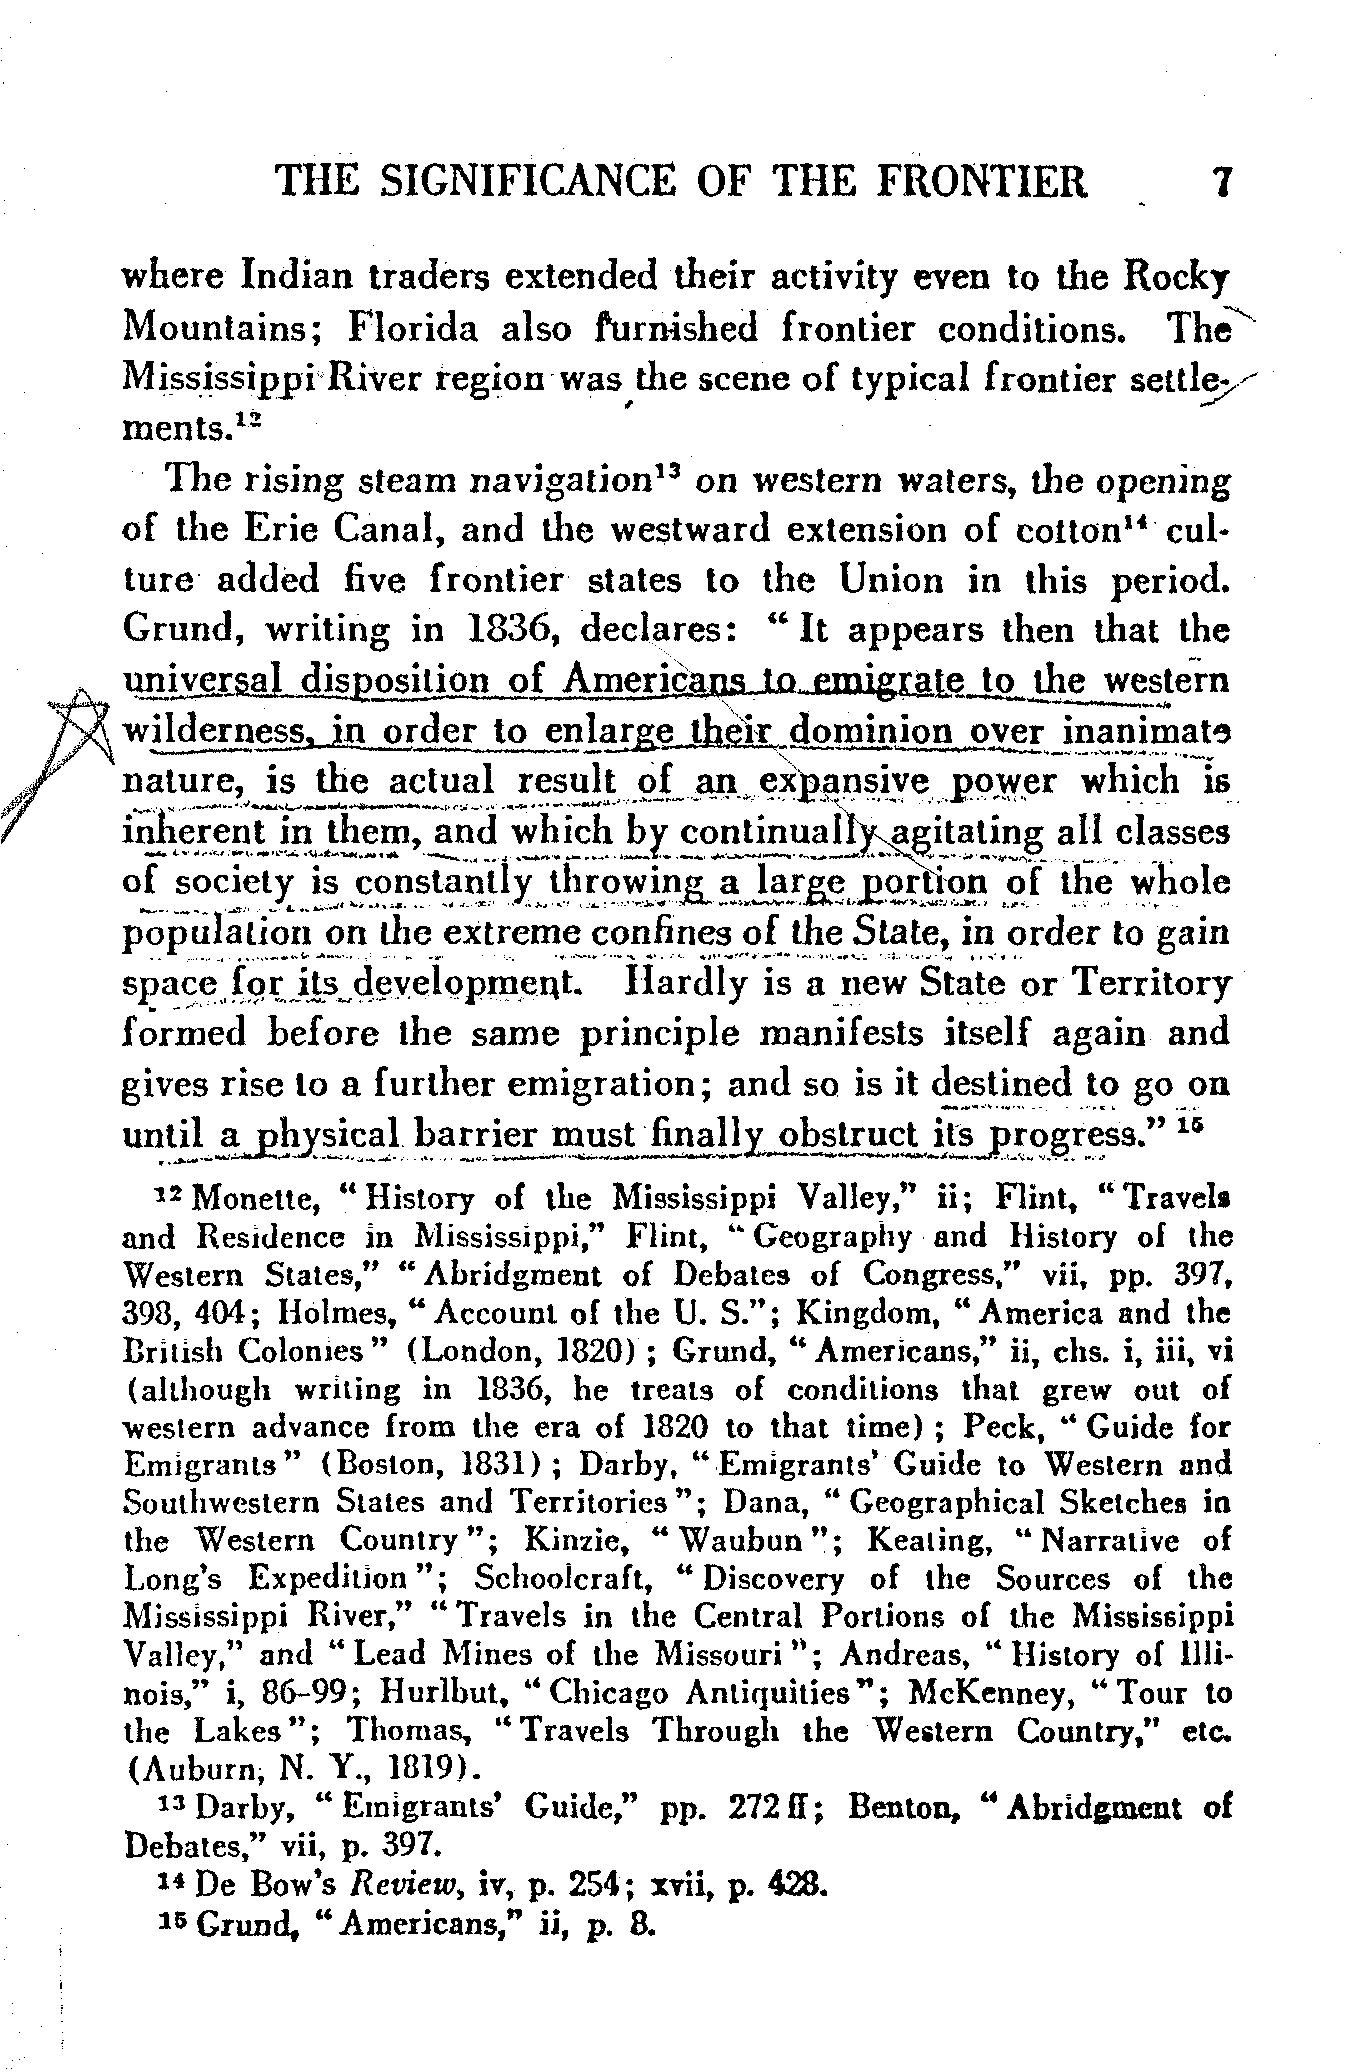 THE SIGNIFICANCE OF THE FRONTIER 7
where Indian traders extended their activity even to the Rocky
Mountains; Florida also furnished frontier conditions. The
Mississippi River region was the scene of typical frontier settle-
ments.¹²
The rising steam navigation¹³ on western waters, the opening
of the Erie Canal, and the westward extension of cotton¹⁴ cul-
ture added five frontier states to the Union in this period.
Grund, writing in 1836, declares: “It appears then that the
universal disposition of Americans to emigrate to the western
wilderness, in order to enlarge their dominion over inanimate
nature, is the actual result of an expansive power which is
inherent in them, and which by continually agitating all classes
of society is constantly throwing a large portion of the whole
population on the extreme confines of the State, in order to gain
space for its development. Hardly is a new State or Territory
formed before the same principle manifests itself again and
gives rise to a further emigration; and so is it destined to go on
until a physical barrier must finally obstruct its progress.” ¹⁵
¹² Monette, “History of the Mississippi Valley,” ii; Flint, “Travels
and Residence in Mississippi,” Flint, “Geography and History of the
Western States,” “Abridgment of Debates of Congress,” vii, pp. 397,
398, 404; Holmes, “Account of the U. S.”; Kingdom, “America and the
British Colonies” (London, 1820); Grund, “Americans,” ii, chs. i, iii, vi
(although writing in 1836, he treats of conditions that grew out of
western advance from the era of 1820 to that time); Peck, “Guide for
Emigrants” (Boston, 1831); Darby, “Emigrants’ Guide to Western and
Southwestern States and Territories”; Dana, “Geographical Sketches in
the Western Country”; Kinzie, “Waubun”; Keating, “Narrative of
Long’s Expedition”; Schoolcraft, “Discovery of the Sources of the
Mississippi River,” “Travels in the Central Portions of the Mississippi
Valley,” and “Lead Mines of the Missouri”; Andreas, “History of Illi-
nois,” i, 86–99; Hurlbut, “Chicago Antiquities”; McKenney, “Tour to
the Lakes”; Thomas, “Travels Through the Western Country,” etc.
(Auburn, N. Y., 1819).
¹³ Darby, “Emigrants’ Guide,” pp. 272 ff; Benton, “Abridgment of
Debates,” vii, p. 397.
¹⁴ De Bow’s Review, iv, p. 254; xvii, p. 428.
¹⁵ Grund, “Americans,” ii, p. 8.